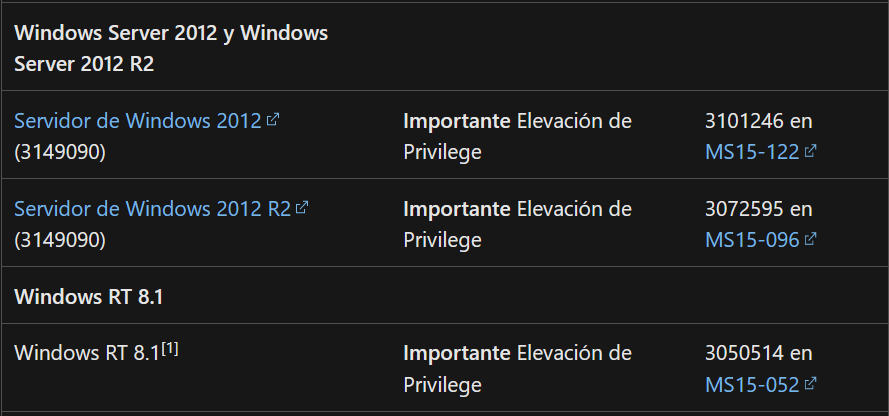 Windows Server 2012 y Windows
Server 2012 R2
Servidor de Windows 2012
(3149090)
Importante Elevación de
Privilege
3101246 en
MS15-122
Servidor de Windows 2012 R2
(3149090)
Importante Elevación de
Privilege
3072595 en
MS15-096
Windows RT 8.1
Windows RT 8.1[1]
Importante Elevación de
Privilege
3050514 en
MS15-052